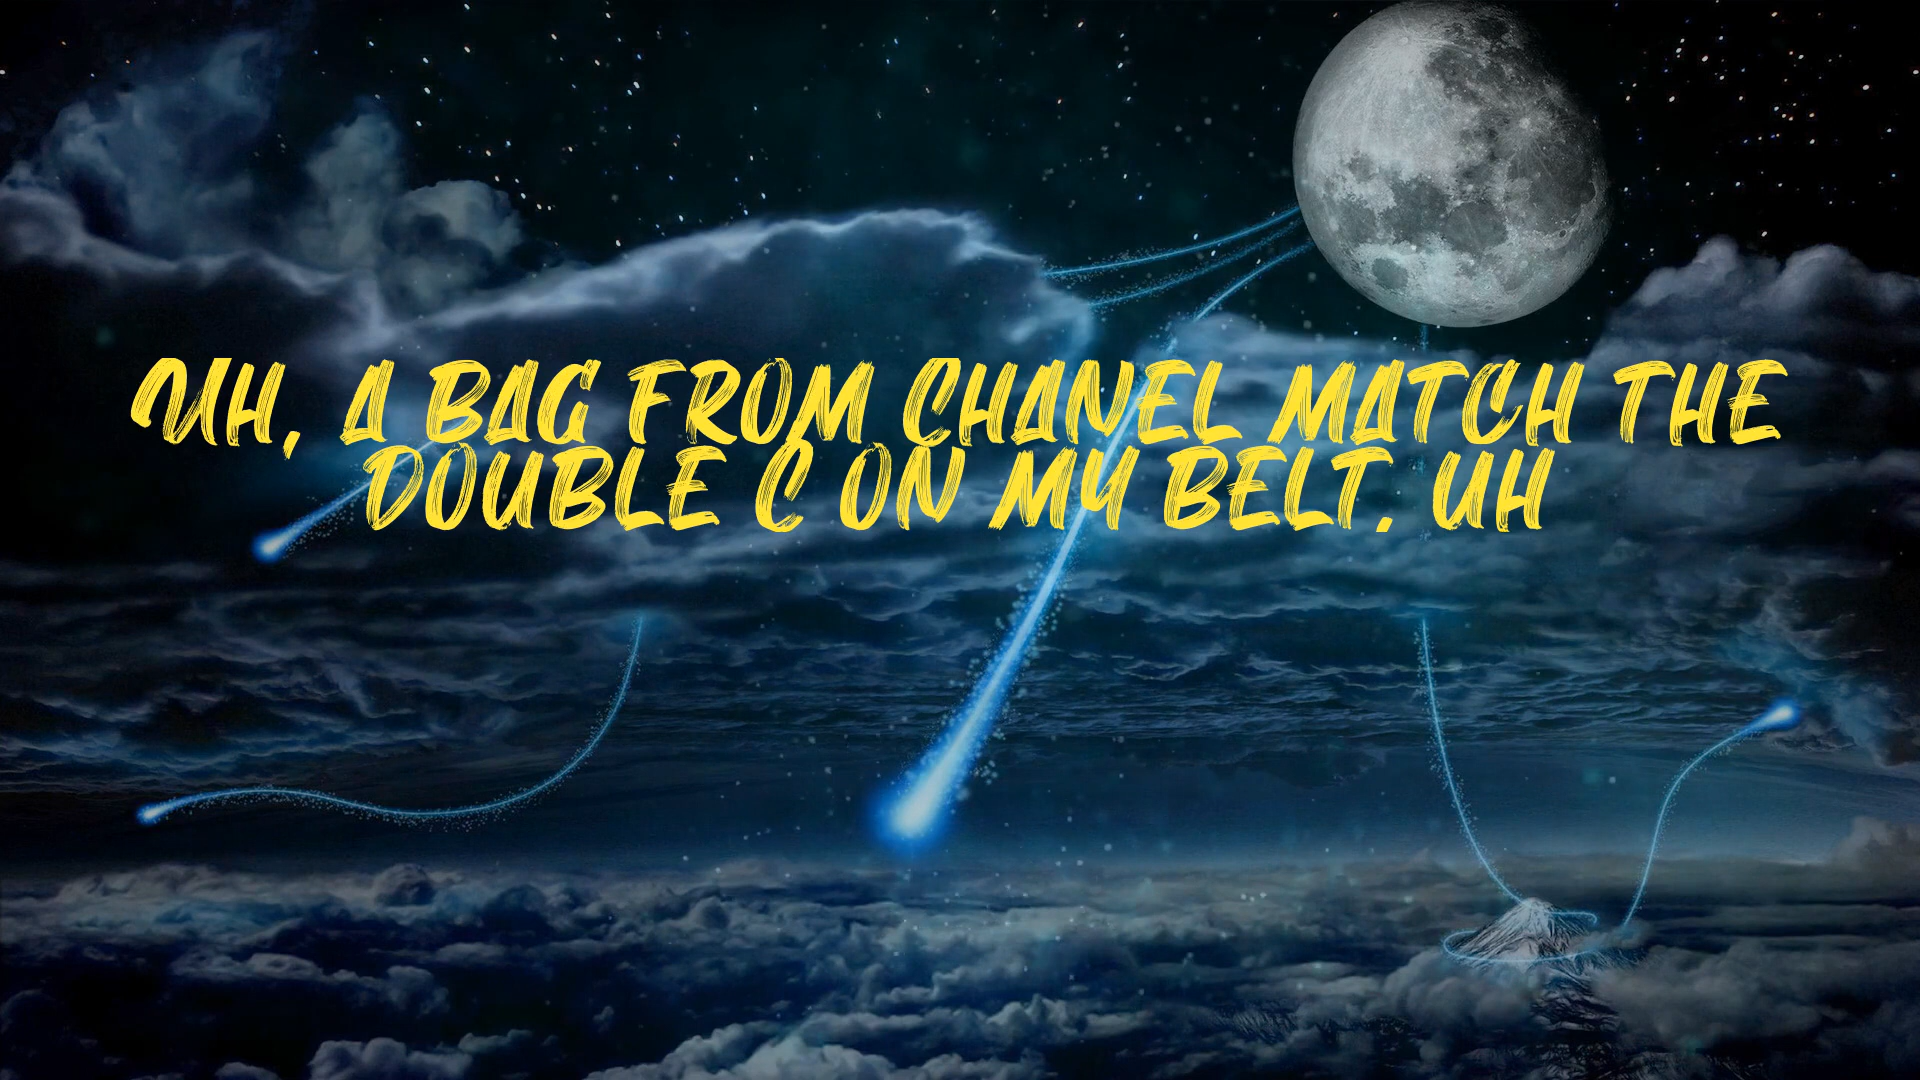 UH, A BAG FROM CHANEL MATCH THE
DOUBLE C ON MY BELT. UH